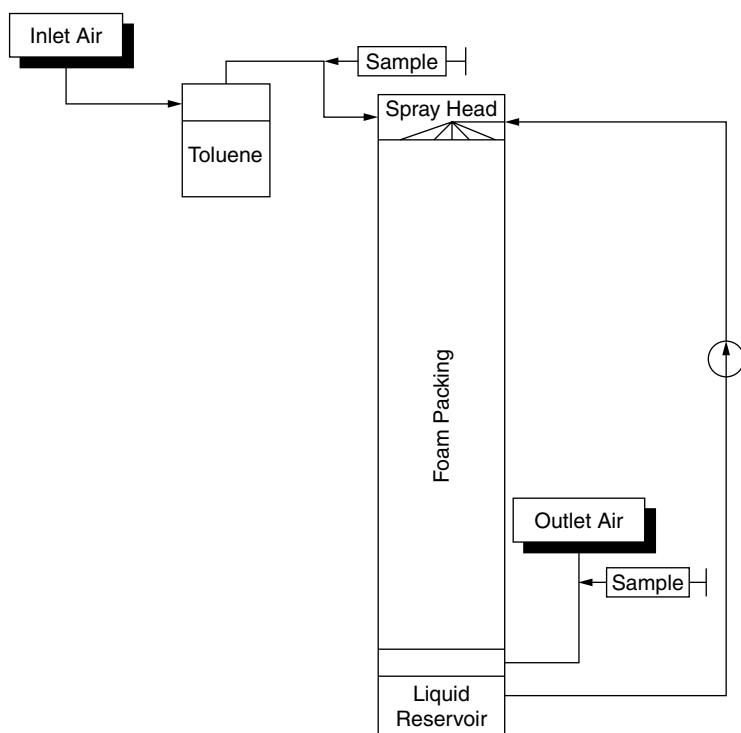 Inlet Air
Sample
Spray Head
Toluene
Foam Packing
Outlet Air
Sample
Liquid
Reservoir